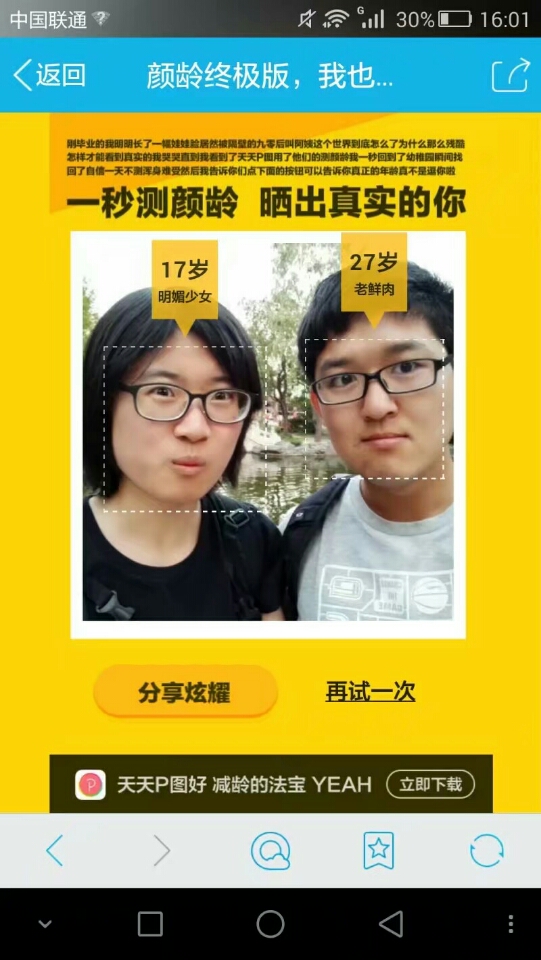 中国联通
G
30%
16:01
返回
颜龄终极版，我也...
刚毕业的我明明长了一幅娃娃脸居然被隔壁的九零后叫阿姨这个世界到底怎么了为什么那么残酷
怎样才能看到真实的我哭哭直到我看到了天天P图用了他们的测颜龄我一秒回到了幼稚园瞬间找
回了自信一天不测浑身难受然后我告诉你们点下面的按钮可以告诉你真正的年龄真不是逗你啦
一秒测颜龄 晒出真实的你
17岁
明媚少女
27岁
老鲜肉
分享炫耀
再试一次
天天P图好 减龄的法宝 YEAH
立即下载